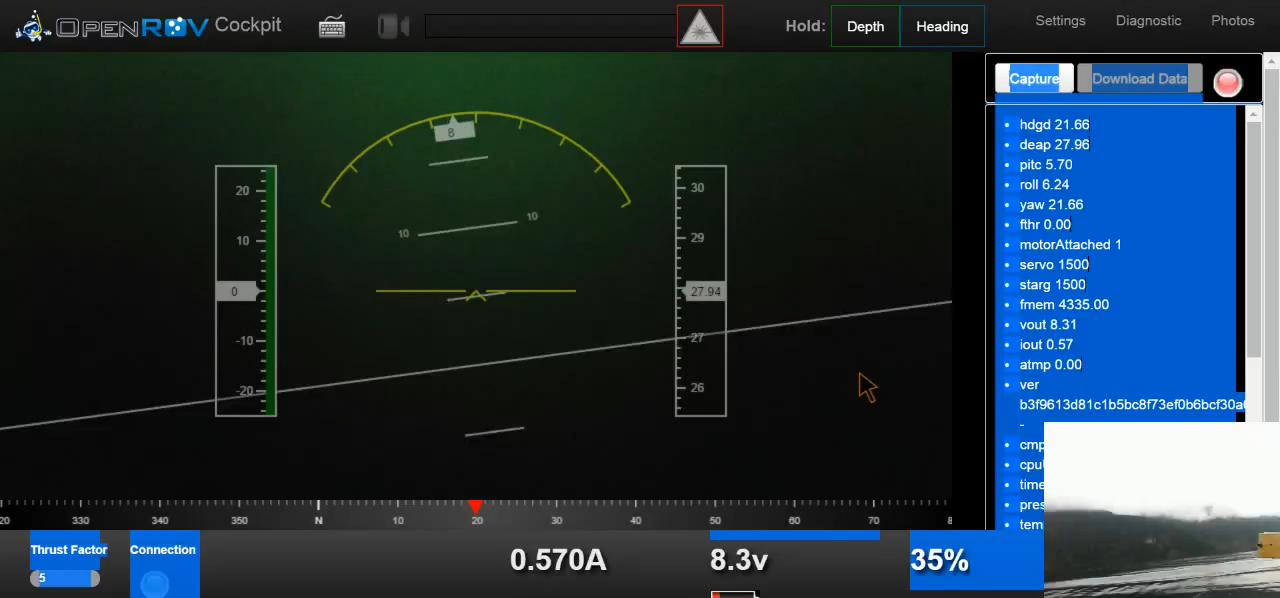 OPENROV Cockpit
Hold: Depth Heading
Settings Diagnostic Photos
Capture Download Data
hdgd 21.66
deap 27.96
pitc 5.70
roll 6.24
yaw 21.66
fthr 0.00
motorAttached 1
servo 1500
starg 1500
fmem 4335.00
vout 8.31
iout 0.57
atmp 0.00
ver
-
8
10 10
20
10
0
-10
-20
30
29
27.94
27
26
20 330 340 350 N 10 20 30 40 50 60 70 8
Thrust Factor
5
Connection
0.570A
8.3v
35%